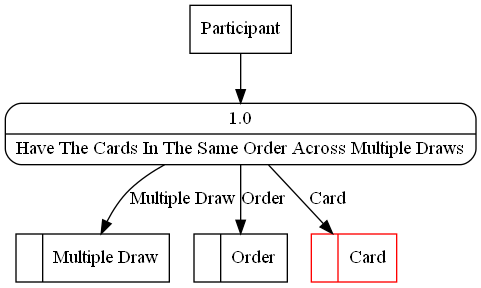 Participant
1.0
Have The Cards In The Same Order Across Multiple Draws
Multiple Draw
Order
Card
Multiple Draw
Order
Card